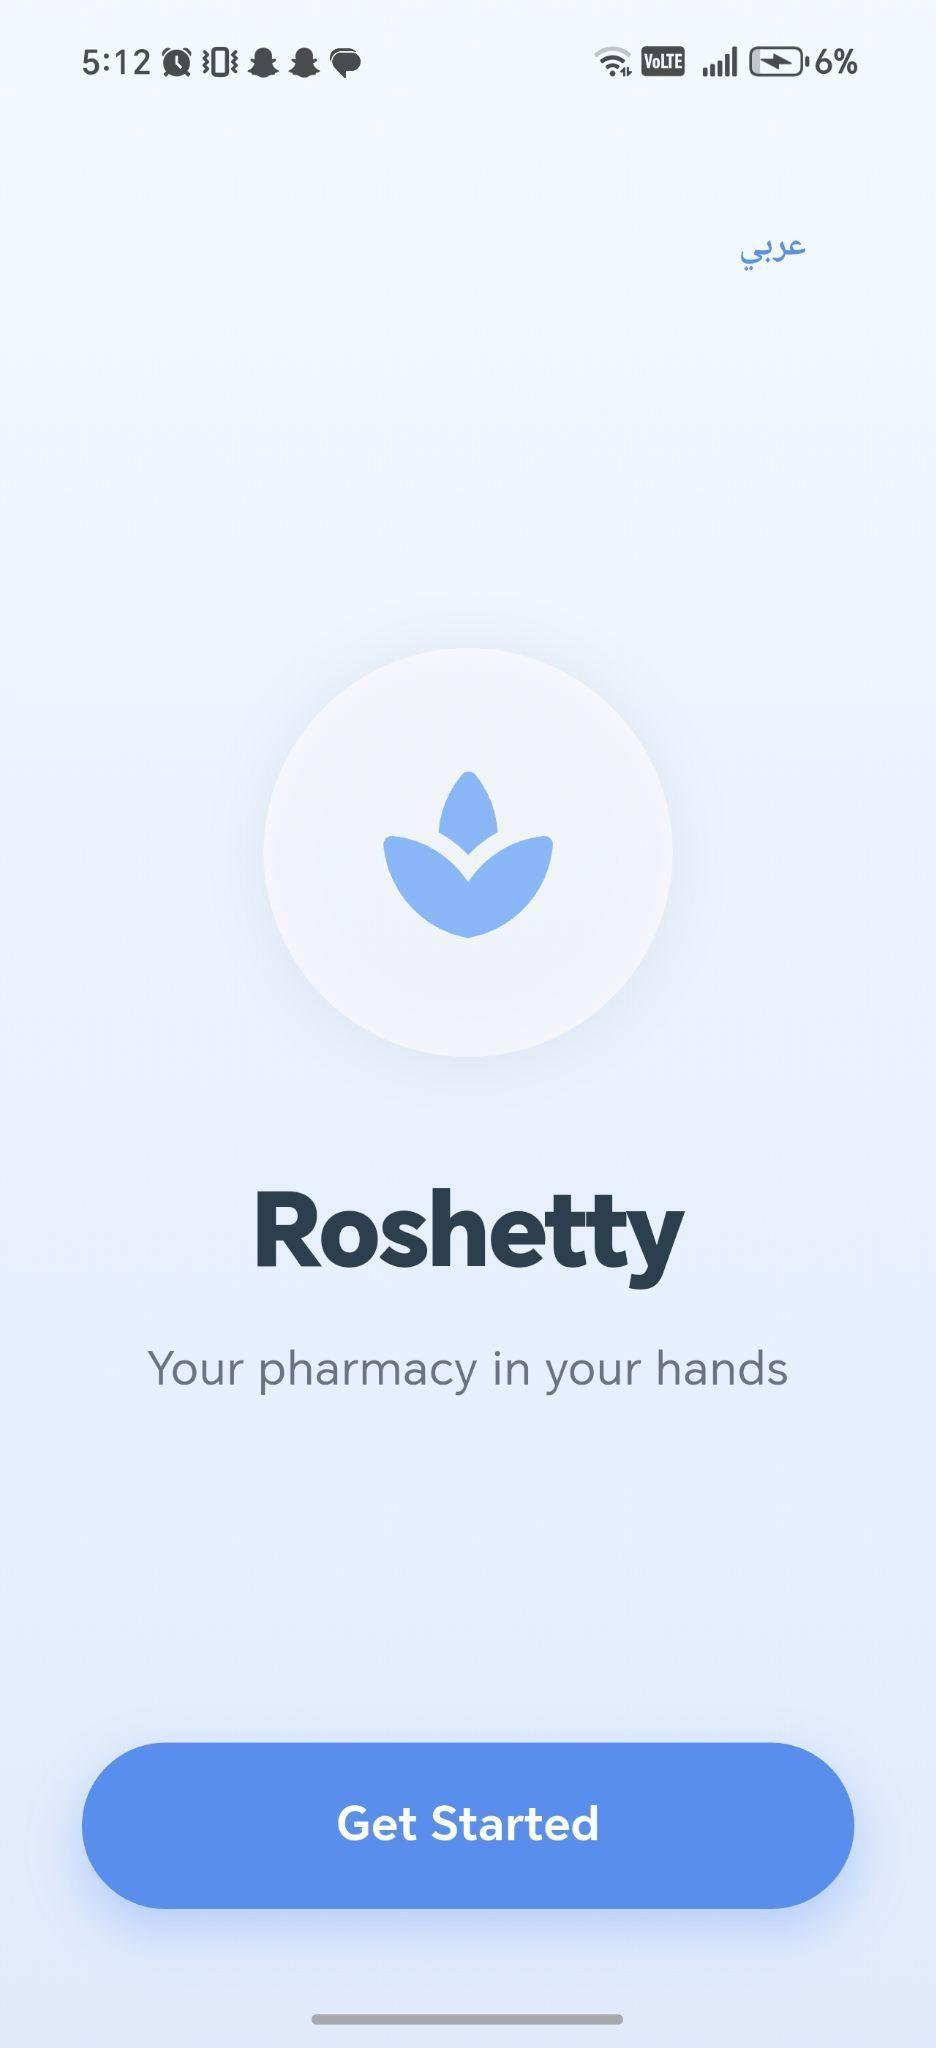 5:12 VoLTE 6%
عربي
Roshetty
Your pharmacy in your hands
Get Started